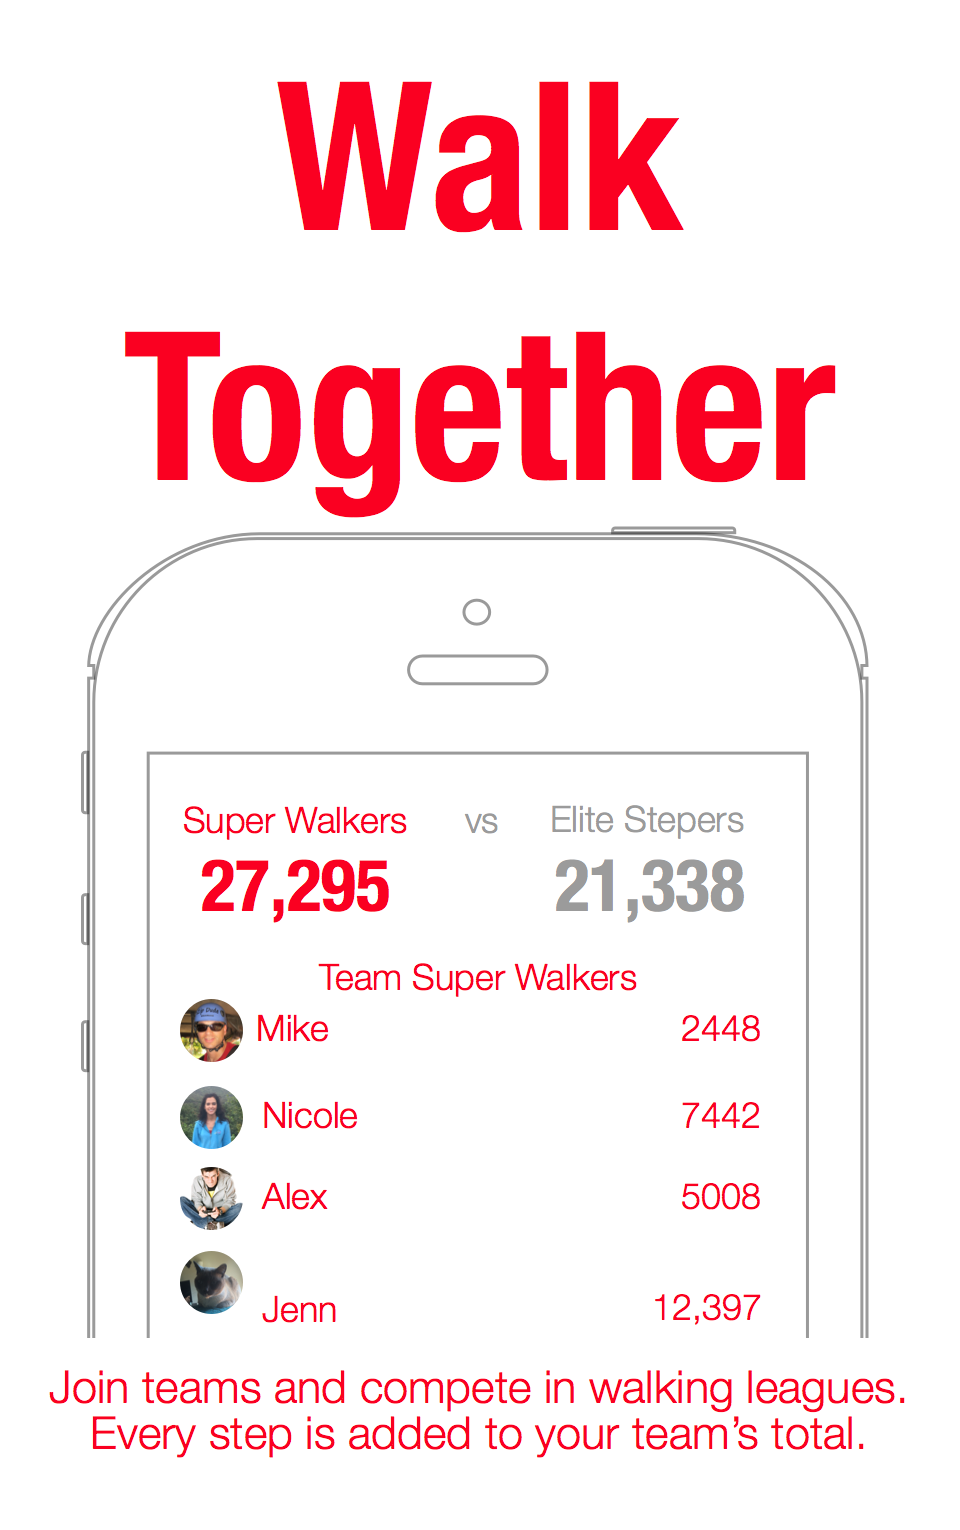 Walk
Together
Super Walkers vs Elite Stepers
27,295 21,338
Team Super Walkers
Mike 2448
Nicole 7442
Alex 5008
Jenn 12,397
Join teams and compete in walking leagues.
Every step is added to your team’s total.